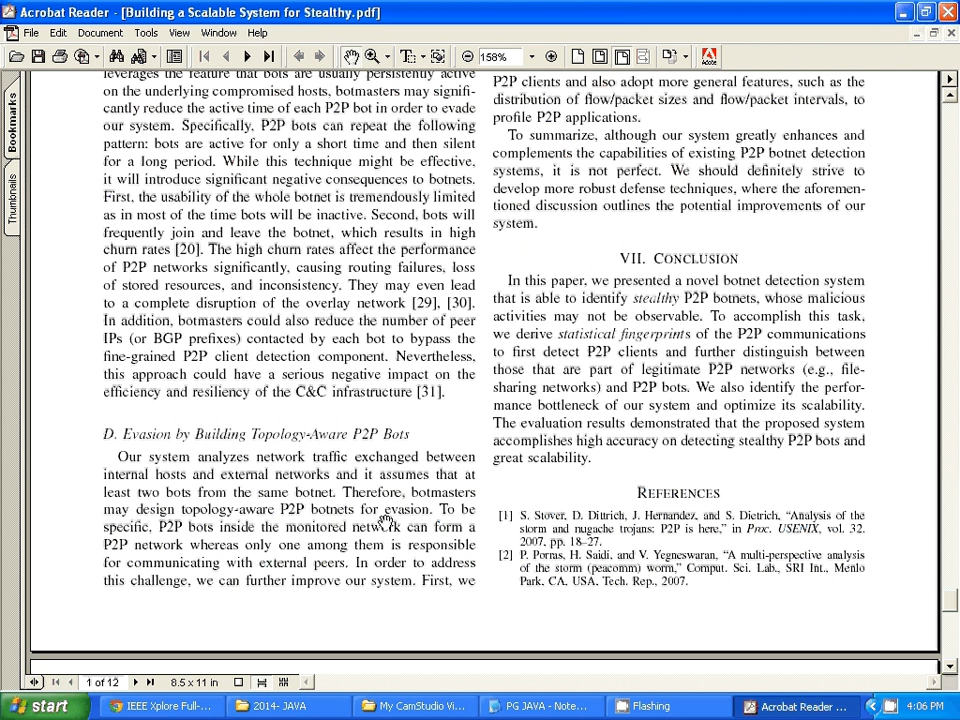 Acrobat Reader - [Building a Scalable System for Stealthy.pdf]
File Edit Document Tools View Window Help
158%
Bookmarks
Thumbnails
leverages the feature that bots are usually persistently active
on the underlying compromised hosts, botmasters may signifi-
cantly reduce the active time of each P2P bot in order to evade
our system. Specifically, P2P bots can repeat the following
pattern: bots are active for only a short time and then silent
for a long period. While this technique might be effective,
it will introduce significant negative consequences to botnets.
First, the usability of the whole botnet is tremendously limited
as in most of the time bots will be inactive. Second, bots will
frequently join and leave the botnet, which results in high
churn rates [20]. The high churn rates affect the performance
of P2P networks significantly, causing routing failures, loss
of stored resources, and inconsistency. They may even lead
to a complete disruption of the overlay network [29], [30].
In addition, botmasters could also reduce the number of peer
IPs (or BGP prefixes) contacted by each bot to bypass the
fine-grained P2P client detection component. Nevertheless,
this approach could have a serious negative impact on the
efficiency and resiliency of the C&C infrastructure [31].
D. Evasion by Building Topology-Aware P2P Bots
Our system analyzes network traffic exchanged between
internal hosts and external networks and it assumes that at
least two bots from the same botnet. Therefore, botmasters
may design topology-aware P2P botnets for evasion. To be
specific, P2P bots inside the monitored network can form a
P2P network whereas only one among them is responsible
for communicating with external peers. In order to address
this challenge, we can further improve our system. First, we
P2P clients and also adopt more general features, such as the
distribution of flow/packet sizes and flow/packet intervals, to
profile P2P applications.
To summarize, although our system greatly enhances and
complements the capabilities of existing P2P botnet detection
systems, it is not perfect. We should definitely strive to
develop more robust defense techniques, where the aforemen-
tioned discussion outlines the potential improvements of our
system.
VII. CONCLUSION
In this paper, we presented a novel botnet detection system
that is able to identify stealthy P2P botnets, whose malicious
activities may not be observable. To accomplish this task,
we derive statistical fingerprints of the P2P communications
to first detect P2P clients and further distinguish between
those that are part of legitimate P2P networks (e.g., file-
sharing networks) and P2P bots. We also identify the perfor-
mance bottleneck of our system and optimize its scalability.
The evaluation results demonstrated that the proposed system
accomplishes high accuracy on detecting stealthy P2P bots and
great scalability.
REFERENCES
[1] S. Stover, D. Dittrich, J. Hernandez, and S. Dietrich, “Analysis of the
storm and nugache trojans: P2P is here,” in Proc. USENIX, vol. 32.
2007, pp. 18–27.
[2] P. Porras, H. Saidi, and V. Yegneswaran, “A multi-perspective analysis
of the storm (peacomm) worm,” Comput. Sci. Lab., SRI Int., Menlo
Park, CA, USA, Tech. Rep., 2007.
1 of 12 8.5 x 11 in
start IEEE Xplore Full-... 2014- JAVA My CamStudio Vi... PG JAVA - Note... Flashing Acrobat Reader ... 4:06 PM